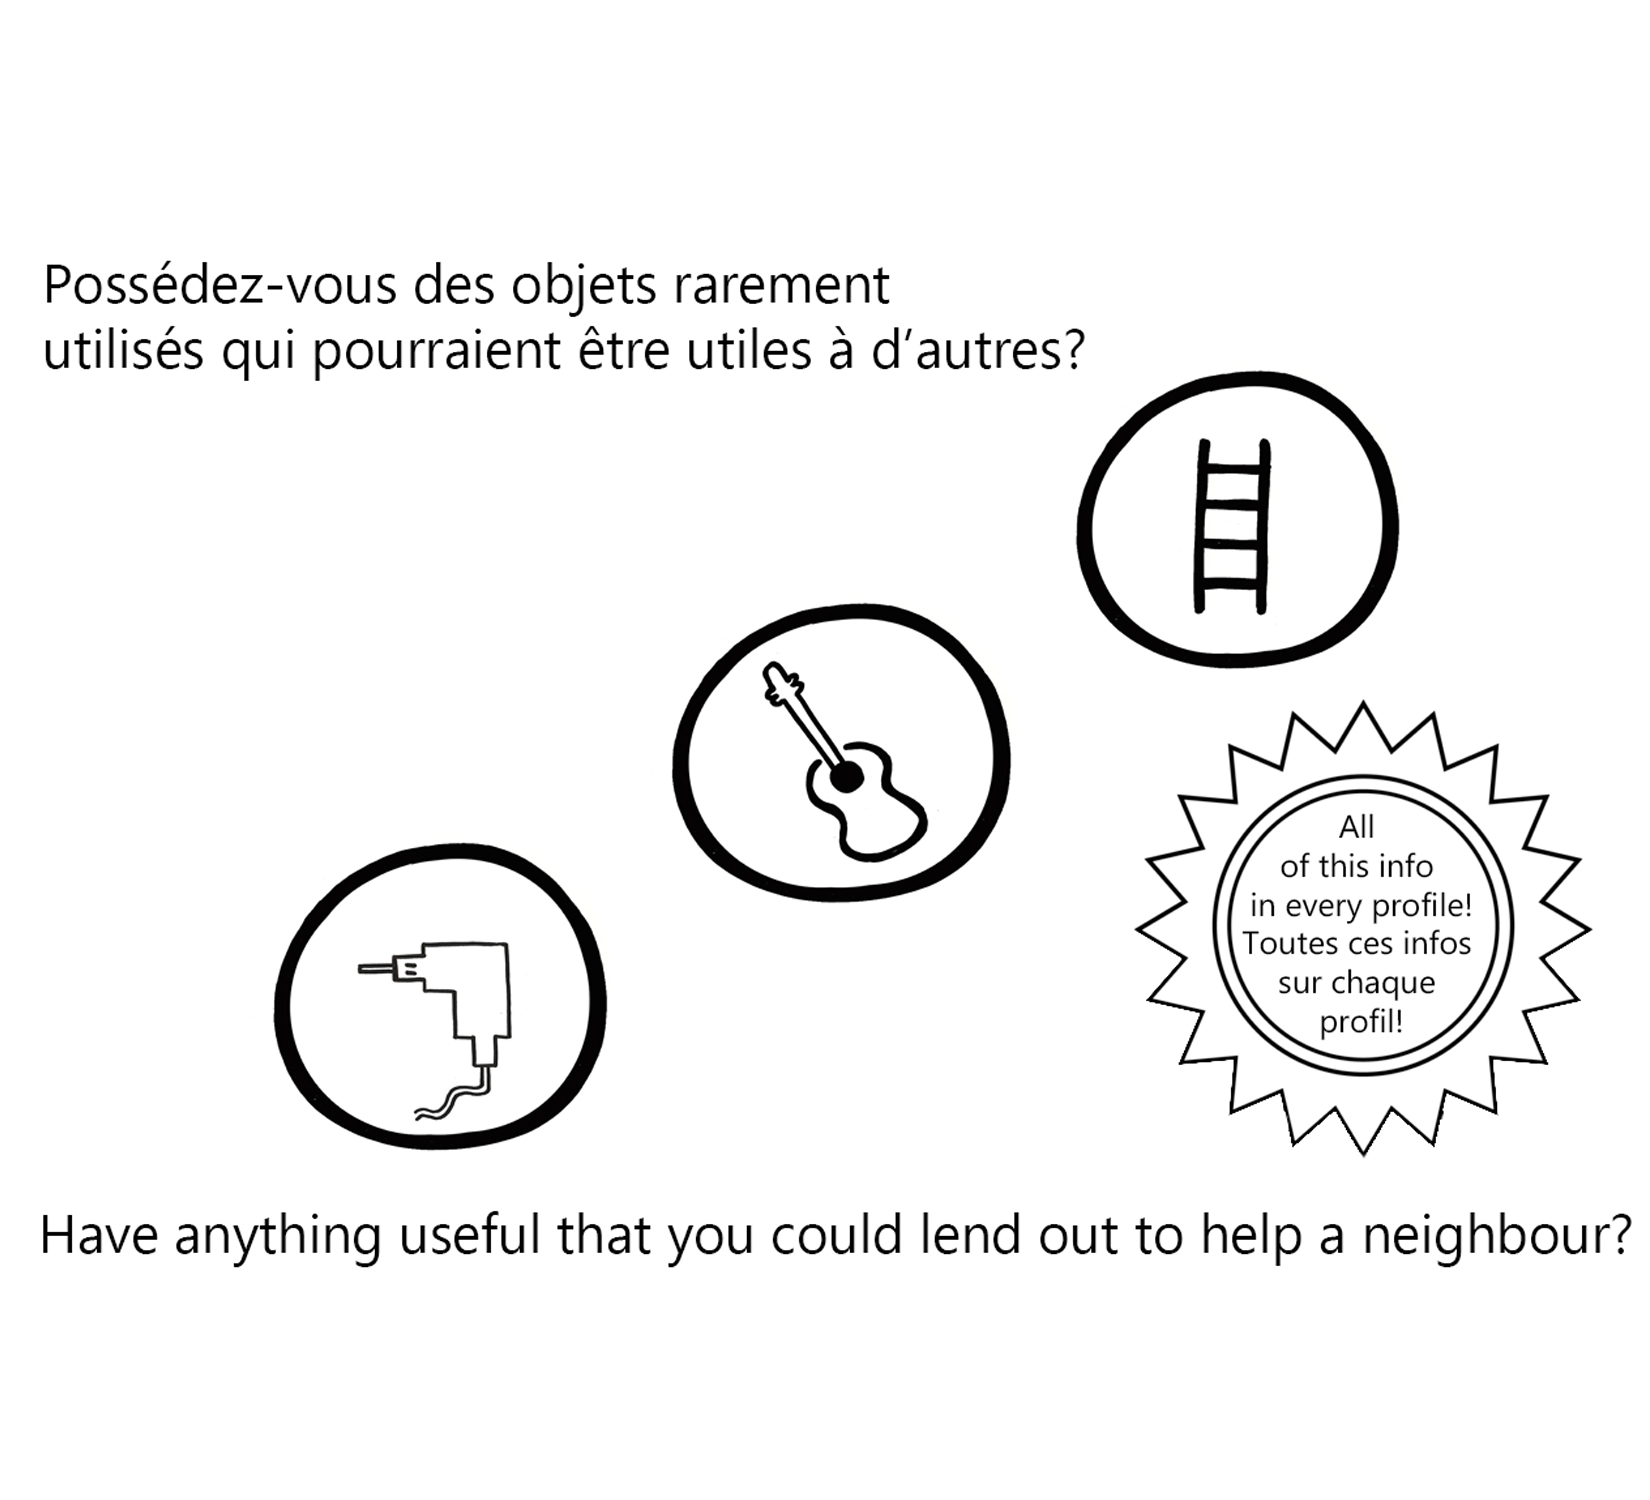 Possédez-vous des objets rarement
utilisés qui pourraient être utiles à d'autres?
All
of this info
in every profile!
Toutes ces infos
sur chaque
profil!
Have anything useful that you could lend out to help a neighbour?